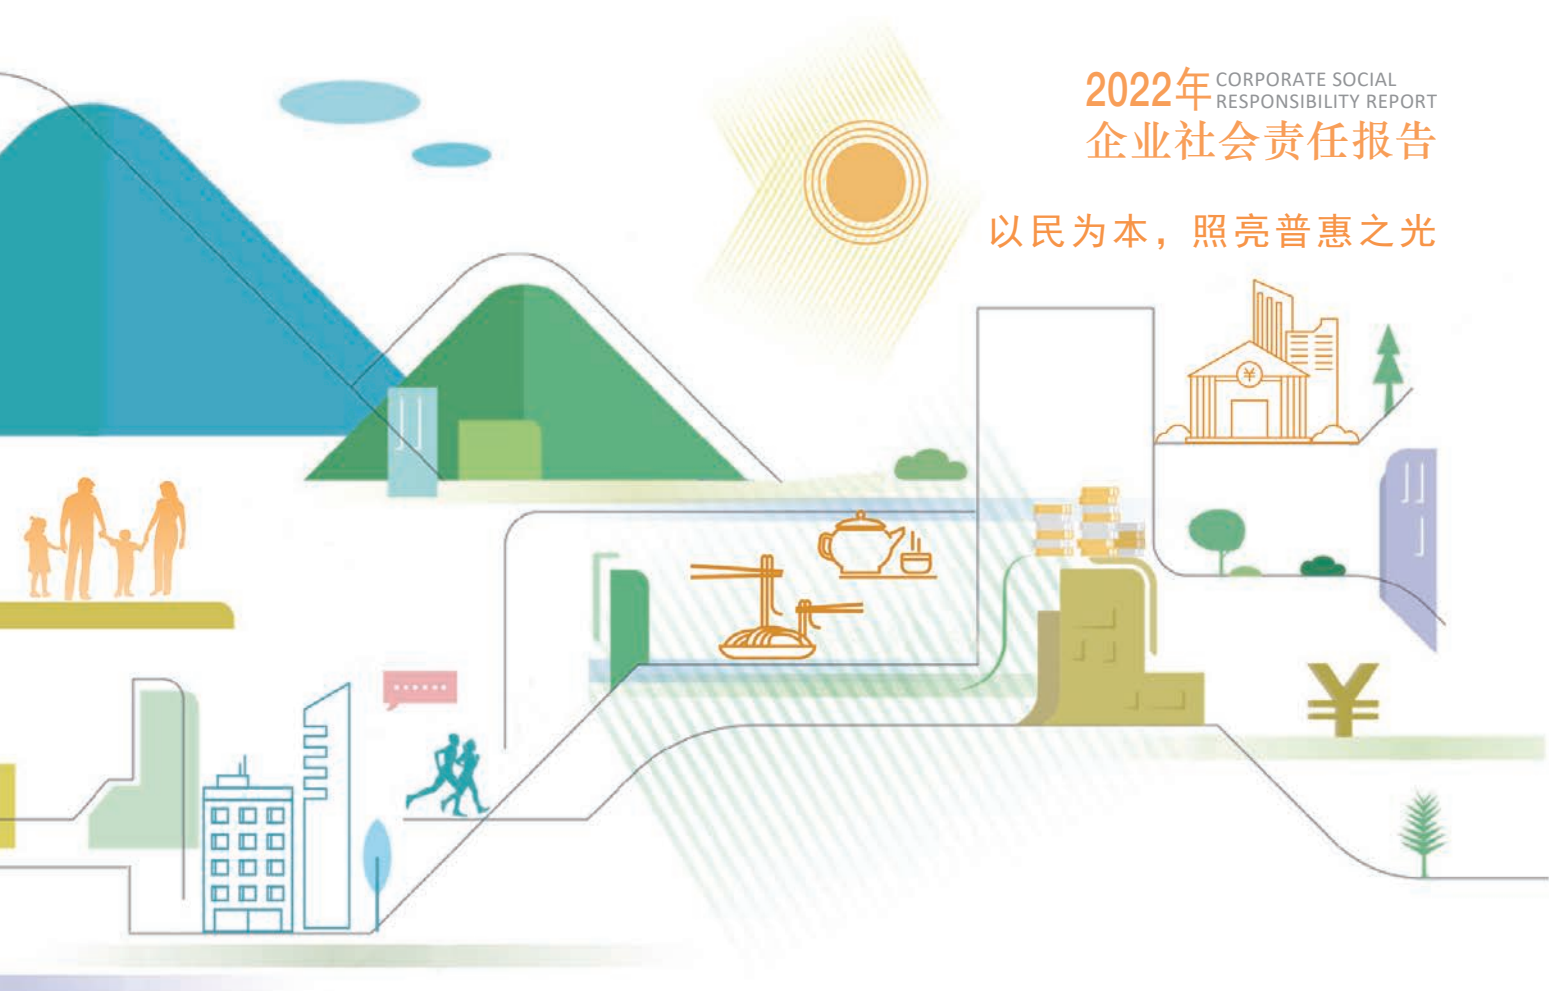 2022年 CORPORATE SOCIAL
RESPONSIBILITY REPORT
企业社会责任报告
以民为本，照亮普惠之光
¥
¥